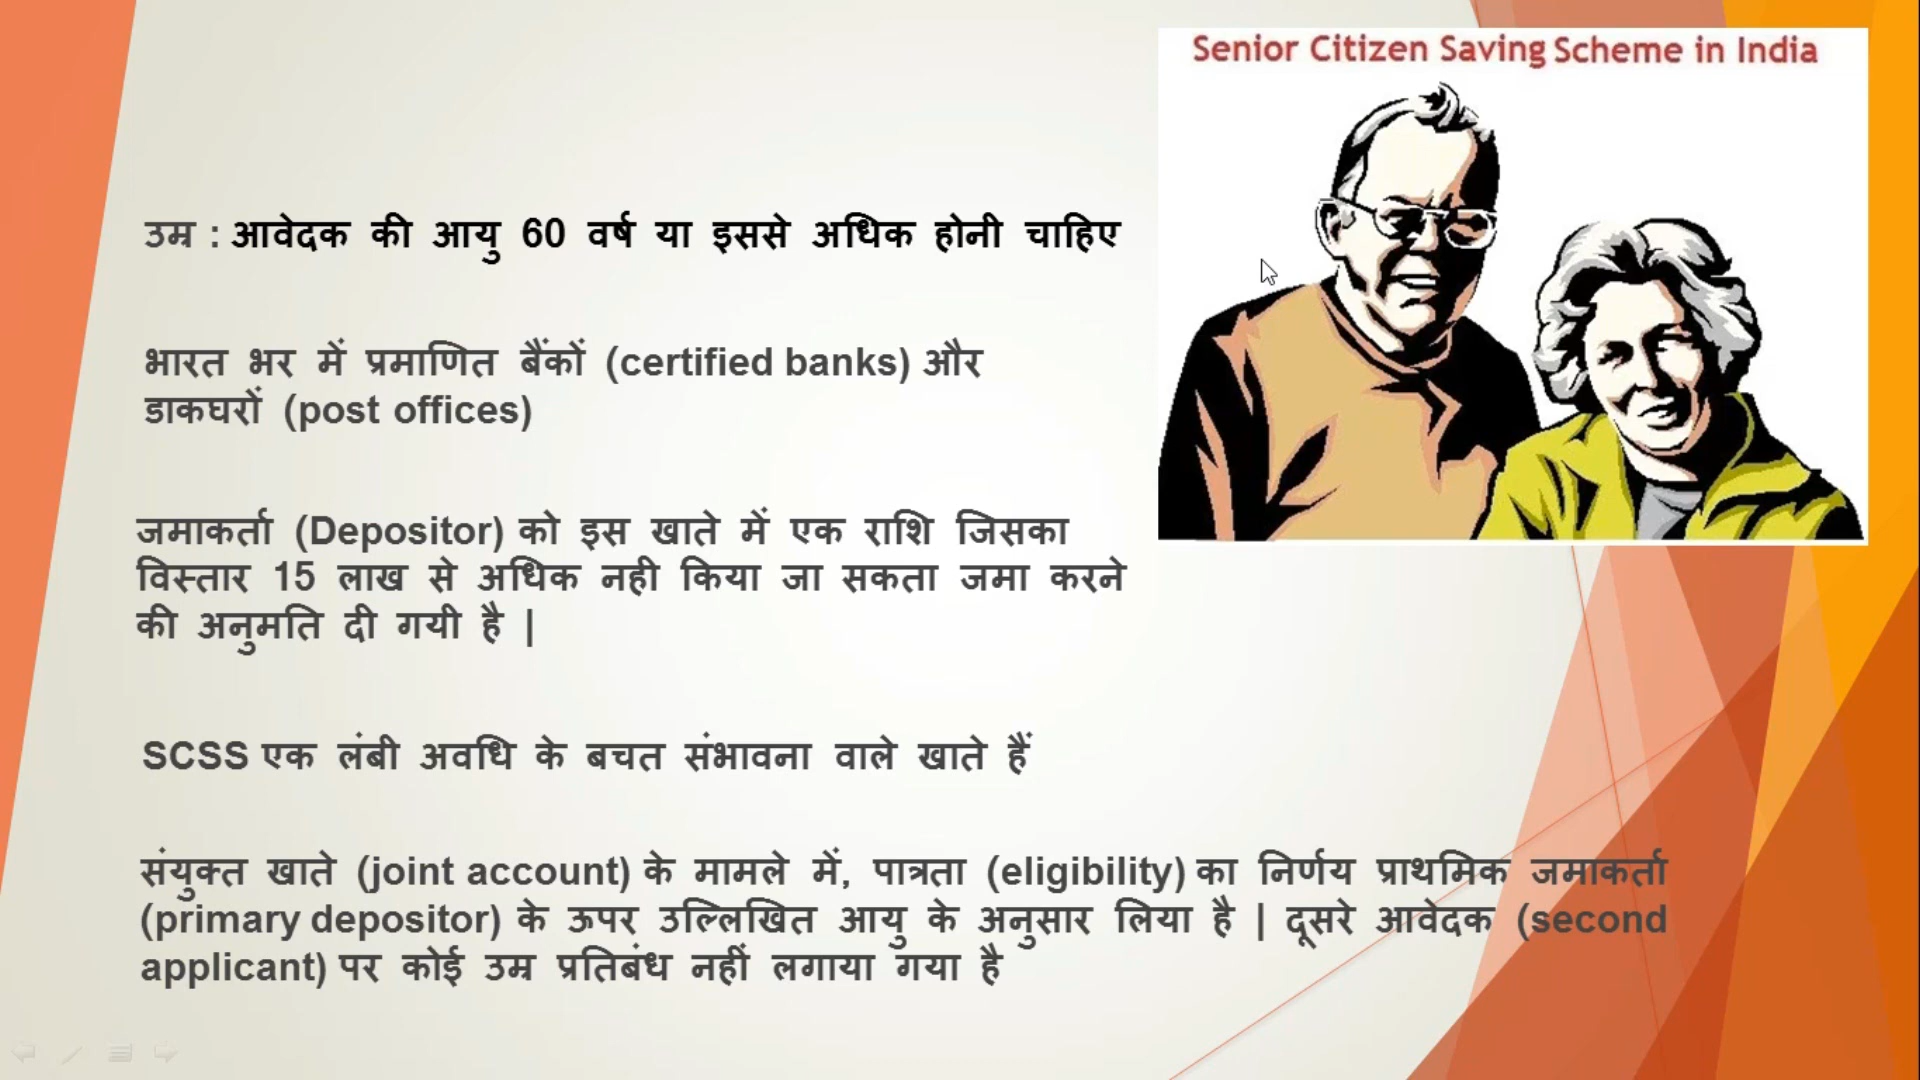 Senior Citizen Saving Scheme in India
उम्र : आवेदक की आयु 60 वर्ष या इससे अधिक होनी चाहिए
भारत भर में प्रमाणित बैंकों (certified banks) और
डाकघरों (post offices)
जमाकर्ता (Depositor) को इस खाते में एक राशि जिसका
विस्तार 15 लाख से अधिक नही किया जा सकता जमा करने
की अनुमति दी गयी है |
SCSS एक लंबी अवधि के बचत संभावना वाले खाते हैं
संयुक्त खाते (joint account) के मामले में, पात्रता (eligibility) का निर्णय प्राथमिक जमाकर्ता
(primary depositor) के ऊपर उल्लिखित आयु के अनुसार लिया है | दूसरे आवेदक (second
applicant) पर कोई उम्र प्रतिबंध नहीं लगाया गया है